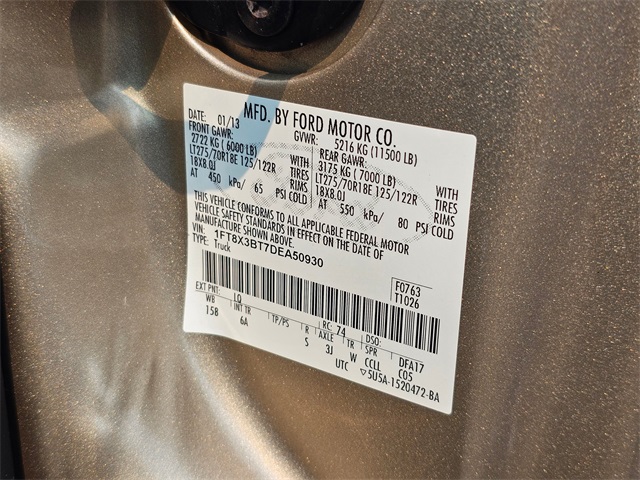 MFD. BY FORD MOTOR CO.
DATE: 01/13 GVWR: 5216 KG (11500 LB)
FRONT GAWR: REAR GAWR:
2722 KG (6000 LB) WITH 3175 KG (7000 LB) WITH
LT275/70R18E 125/122R TIRES LT275/70R18E 125/122R TIRES
18X8.0J RIMS 18X8.0J RIMS
AT 450 kPa/ 65 PSI COLD AT 550 kPa/ 80 PSI COLD
THIS VEHICLE CONFORMS TO ALL APPLICABLE FEDERAL MOTOR
VEHICLE SAFETY STANDARDS IN EFFECT ON THE DATE OF
MANUFACTURE SHOWN ABOVE.
VIN: 1FT8X3BT7DEA50930
TYPE: Truck
F0763
T1026
EXT PNT: LQ RC: 74 DSO:
WB INT TR TP/PS R AXLE TR SPR DFA17
158 6A S 3J W CCLL C05
UTC ▽5U5A-1520472-BA